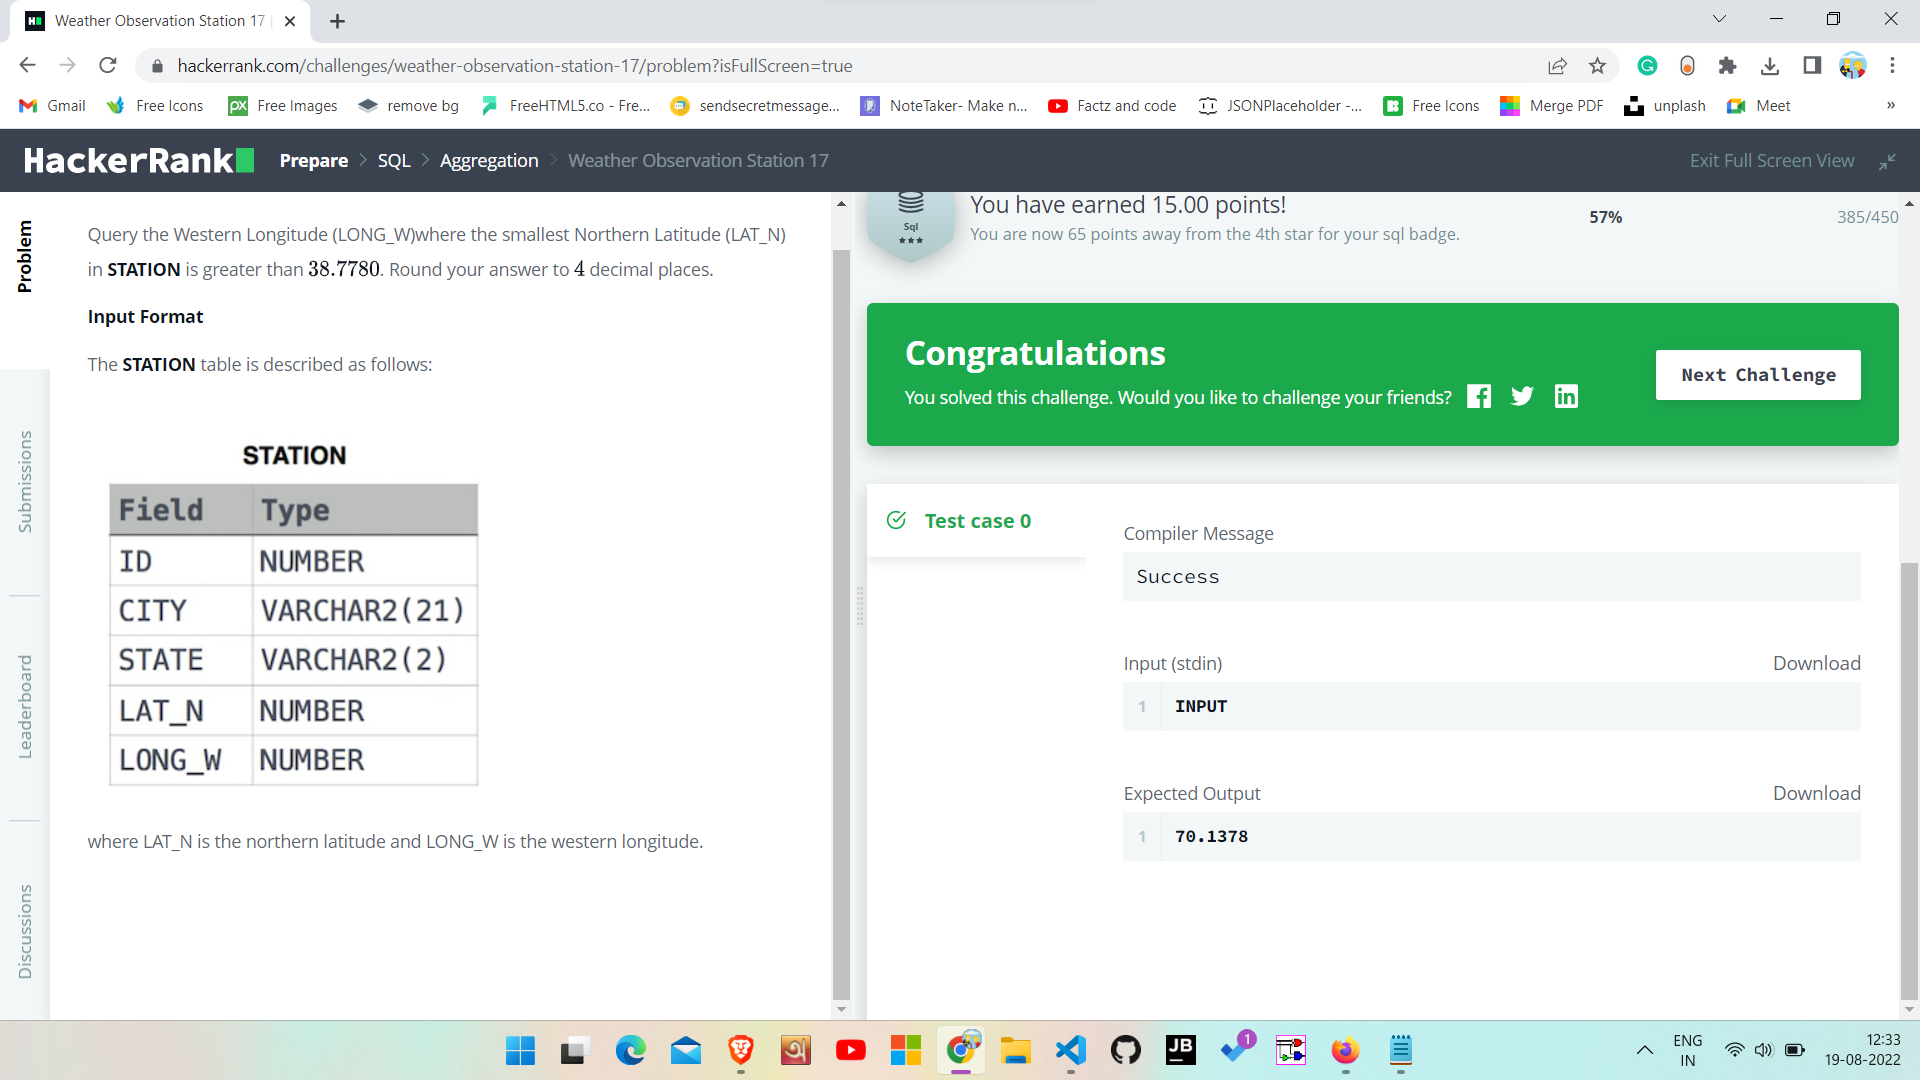 Weather Observation Station 17
hackerrank.com/challenges/weather-observation-station-17/problem?isFullScreen=true
Gmail
Free Icons
Free Images
remove bg
FreeHTML5.co - Fre...
sendsecretmessage...
NoteTaker- Make n...
Factz and code
JSONPlaceholder -...
Free Icons
Merge PDF
unplash
Meet
»
HackerRank
Prepare
SQL
Aggregation
Weather Observation Station 17
Exit Full Screen View
Problem
Submissions
Leaderboard
Discussions
Query the Western Longitude (LONG_W)where the smallest Northern Latitude (LAT_N)
in STATION is greater than 38.7780. Round your answer to 4 decimal places.
Input Format
The STATION table is described as follows:
STATION
Field Type
ID NUMBER
CITY VARCHAR2(21)
STATE VARCHAR2(2)
LAT_N NUMBER
LONG_W NUMBER
where LAT_N is the northern latitude and LONG_W is the western longitude.
Sql
You have earned 15.00 points!
You are now 65 points away from the 4th star for your sql badge.
57%
385/450
Congratulations
You solved this challenge. Would you like to challenge your friends?
Next Challenge
Test case 0
Compiler Message
Success
Input (stdin)
Download
1 INPUT
Expected Output
Download
1 70.1378
JB
1
ENG
IN
12:33
19-08-2022